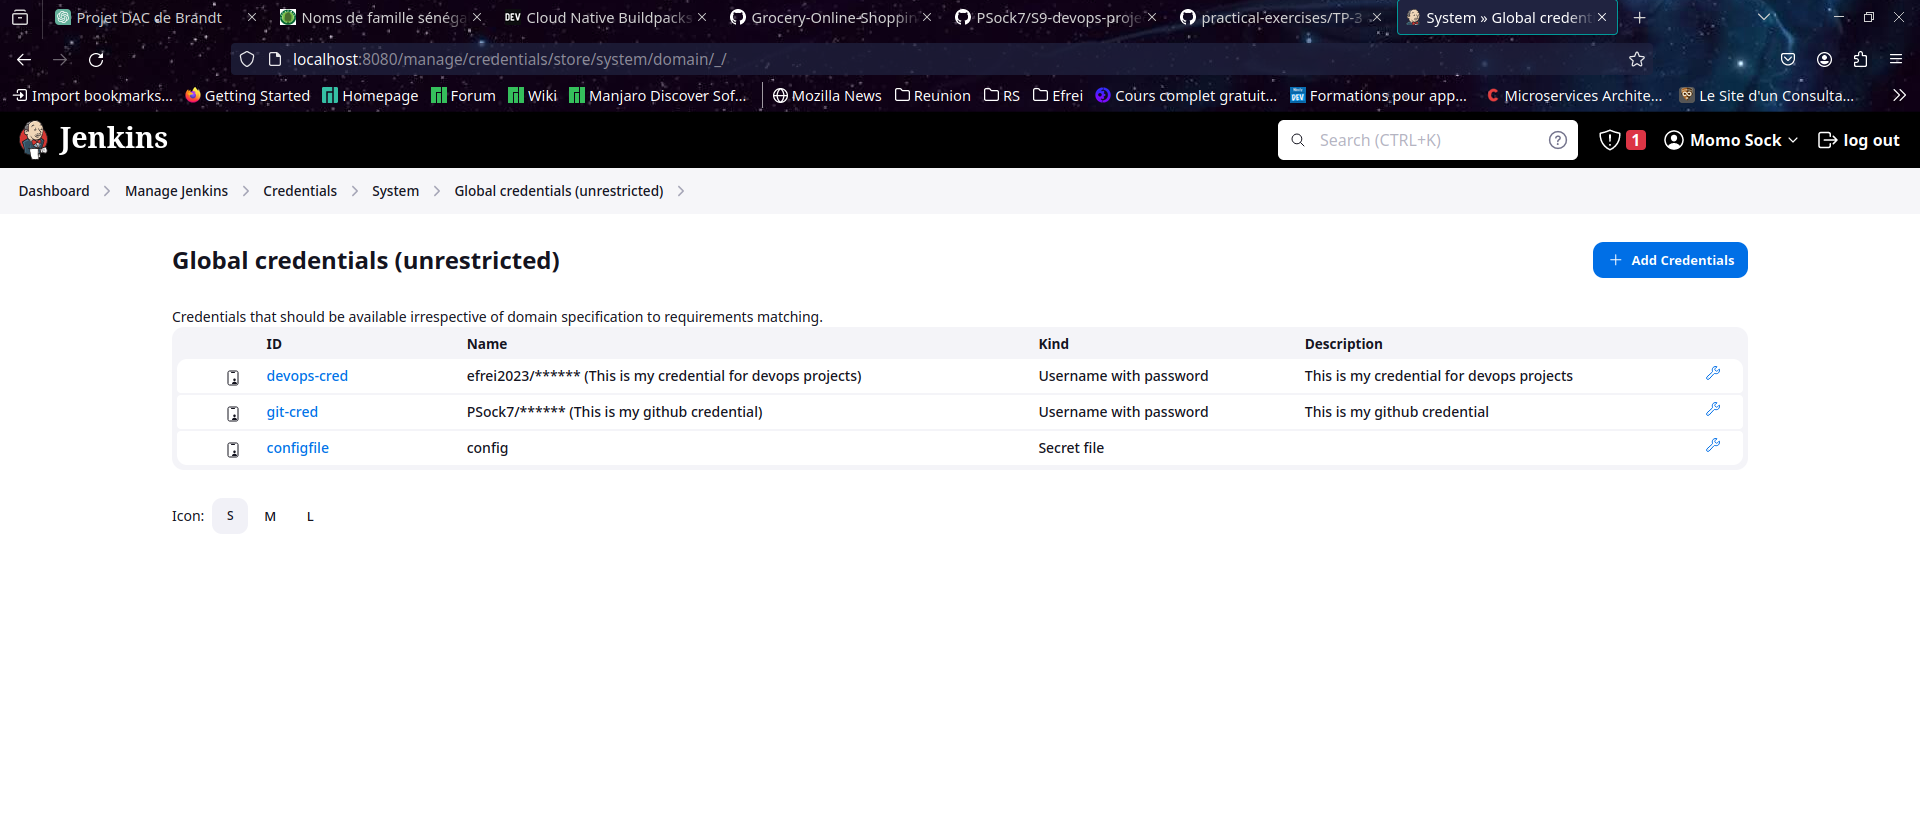 Projet DAC de Brandt
Noms de famille sénéga
DEV Cloud Native Buildpacks
Grocery-Online-Shoppin
PSock7/S9-devops-proje
practical-exercises/TP-3
System » Global credent
localhost:8080/manage/credentials/store/system/domain/_/
Import bookmarks... Getting Started Homepage Forum Wiki Manjaro Discover Sof... Mozilla News Reunion RS Efrei Cours complet gratuit... DEV Formations pour app... Microservices Archite... Le Site d'un Consulta...
Jenkins
Search (CTRL+K) ?
1 Momo Sock log out
Dashboard Manage Jenkins Credentials System Global credentials (unrestricted)
Global credentials (unrestricted)
+ Add Credentials
Credentials that should be available irrespective of domain specification to requirements matching.
ID Name Kind Description
devops-cred efrei2023/****** (This is my credential for devops projects) Username with password This is my credential for devops projects
git-cred PSock7/****** (This is my github credential) Username with password This is my github credential
configfile config Secret file
Icon: S M L